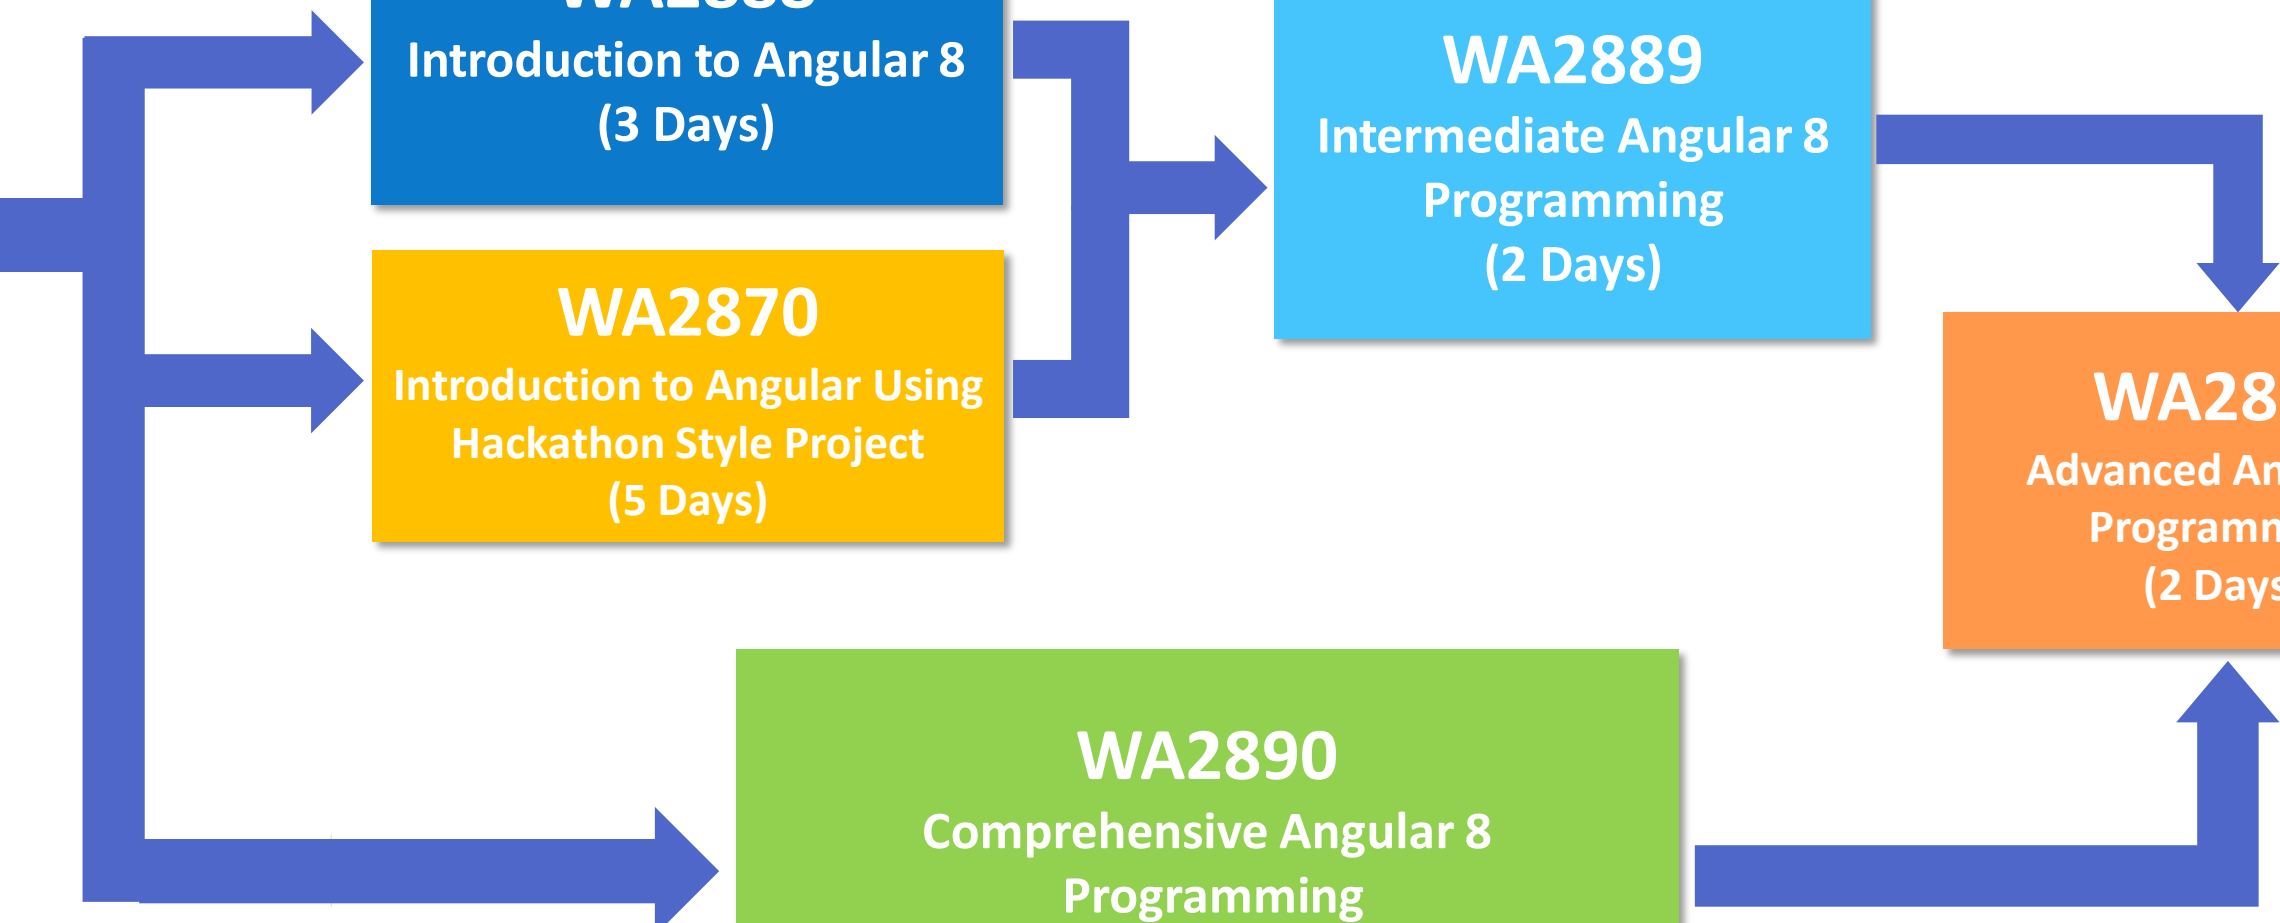 Introduction to Angular 8
(3 Days)
WA2870
Introduction to Angular Using
Hackathon Style Project
(5 Days)
WA2889
Intermediate Angular 8
Programming
(2 Days)
WA28
Advanced An
Programm
(2 Days
WA2890
Comprehensive Angular 8
Programming